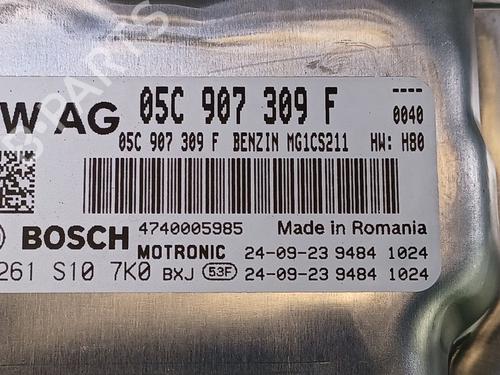 W AG 05C 907 309 F
----
0040
05C 907 309 F BENZIN MG1CS211 HW: H80
4740005985 Made in Romania
BOSCH MOTRONIC 24-09-23 9484 1024
261 S10 7K0 BXJ 53F 24-09-23 9484 1024
PARTS